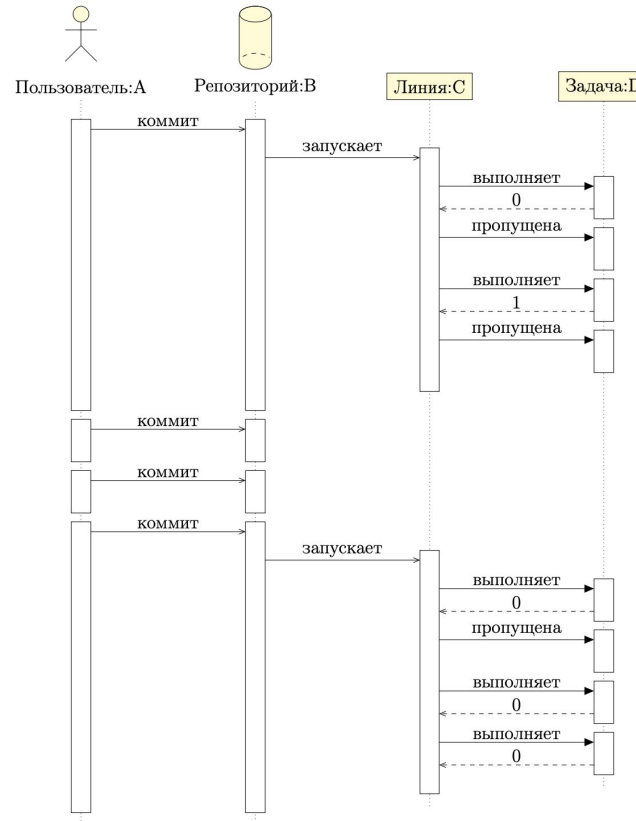 Пользователь:A
Репозиторий:B
Линия:C
Задача:D
коммит
запускает
выполняет
0
пропущена
выполняет
1
пропущена
коммит
коммит
коммит
запускает
выполняет
0
пропущена
выполняет
0
выполняет
0